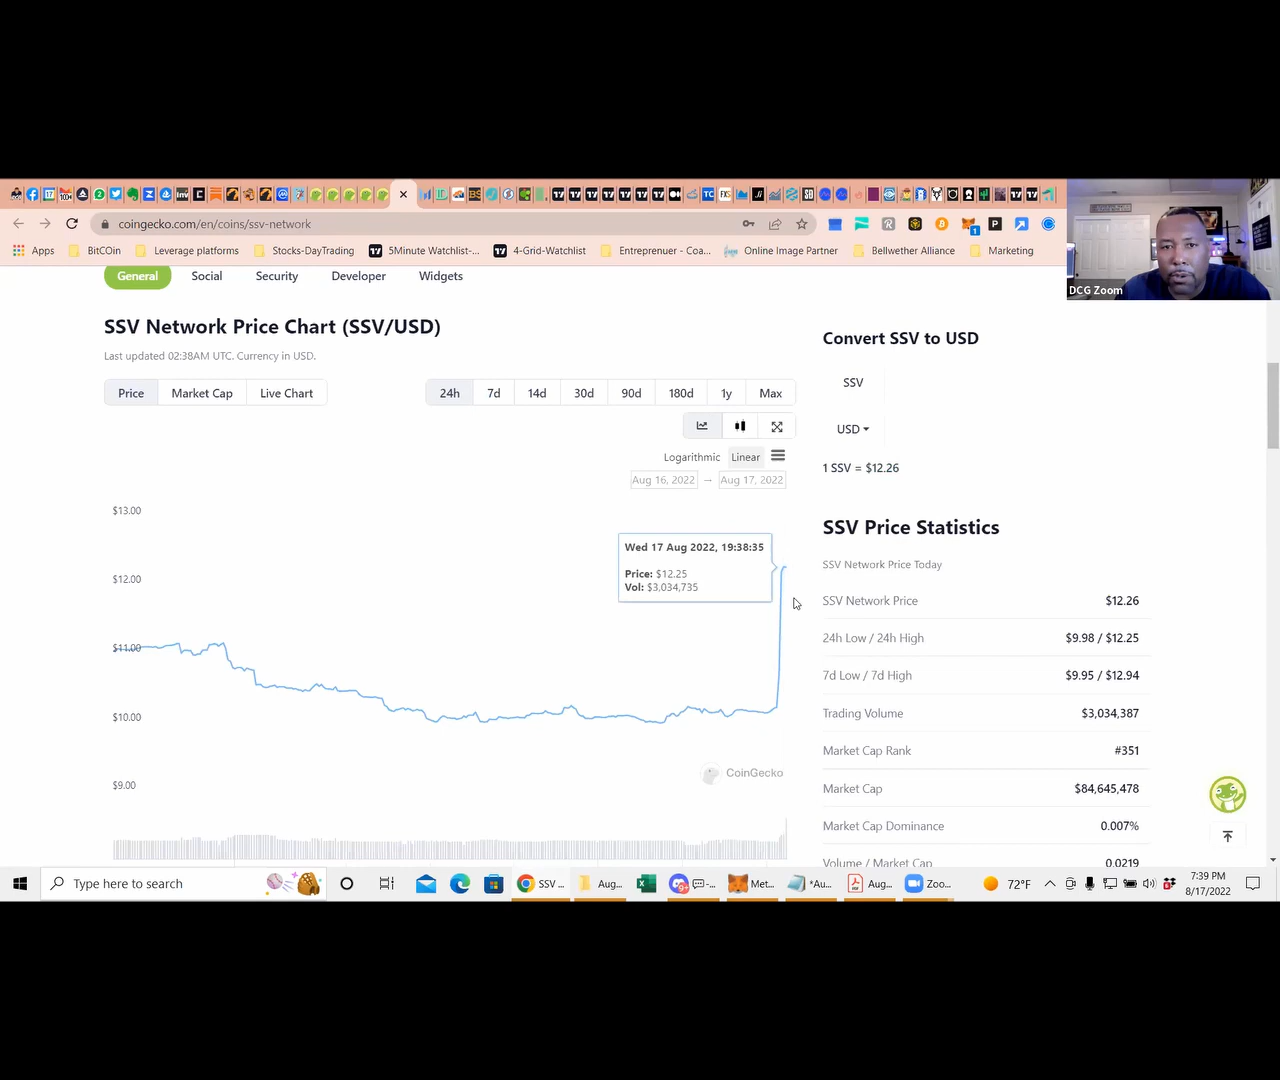 coingecko.com/en/coins/ssv-network
Apps BitCOin Leverage platforms Stocks-DayTrading 5Minute Watchlist-... 4-Grid-Watchlist Entreprenuer - Coa... Online Image Partner Bellwether Alliance Marketing
DCG Zoom
General Social Security Developer Widgets
SSV Network Price Chart (SSV/USD)
Last updated 02:38AM UTC. Currency in USD.
Price Market Cap Live Chart
24h 7d 14d 30d 90d 180d 1y Max
Logarithmic Linear
Aug 16, 2022 → Aug 17, 2022
$13.00
$12.00
$11.00
$10.00
$9.00
Wed 17 Aug 2022, 19:38:35
Price: $12.25
Vol: $3,034,735
CoinGecko
Convert SSV to USD
SSV
USD
1 SSV = $12.26
SSV Price Statistics
SSV Network Price Today
SSV Network Price $12.26
24h Low / 24h High $9.98 / $12.25
7d Low / 7d High $9.95 / $12.94
Trading Volume $3,034,387
Market Cap Rank #351
Market Cap $84,645,478
Market Cap Dominance 0.007%
Volume / Market Cap 0.0219
Type here to search
SSV ... Aug... Met... *Au... Aug... Zoo...
72°F
7:39 PM
8/17/2022